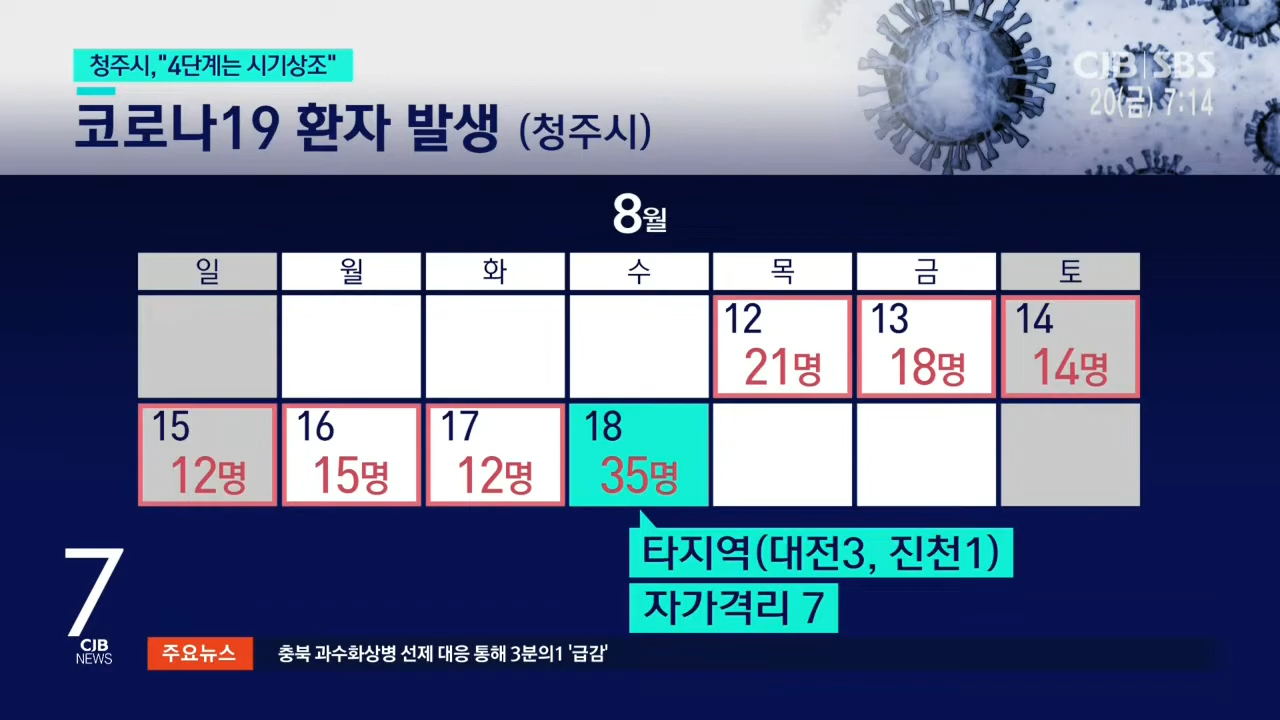 청주시,"4단계는 시기상조"
CJB SBS
20(금) 7:14
코로나19 환자 발생 (청주시)
8월
일 월 화 수 목 금 토
12 13 14
21명 18명 14명
15 16 17 18
12명 15명 12명 35명
타지역(대전3, 진천1)
자가격리 7
7
CJB
NEWS
주요뉴스 충북 과수화상병 선제 대응 통해 3분의1 '급감'